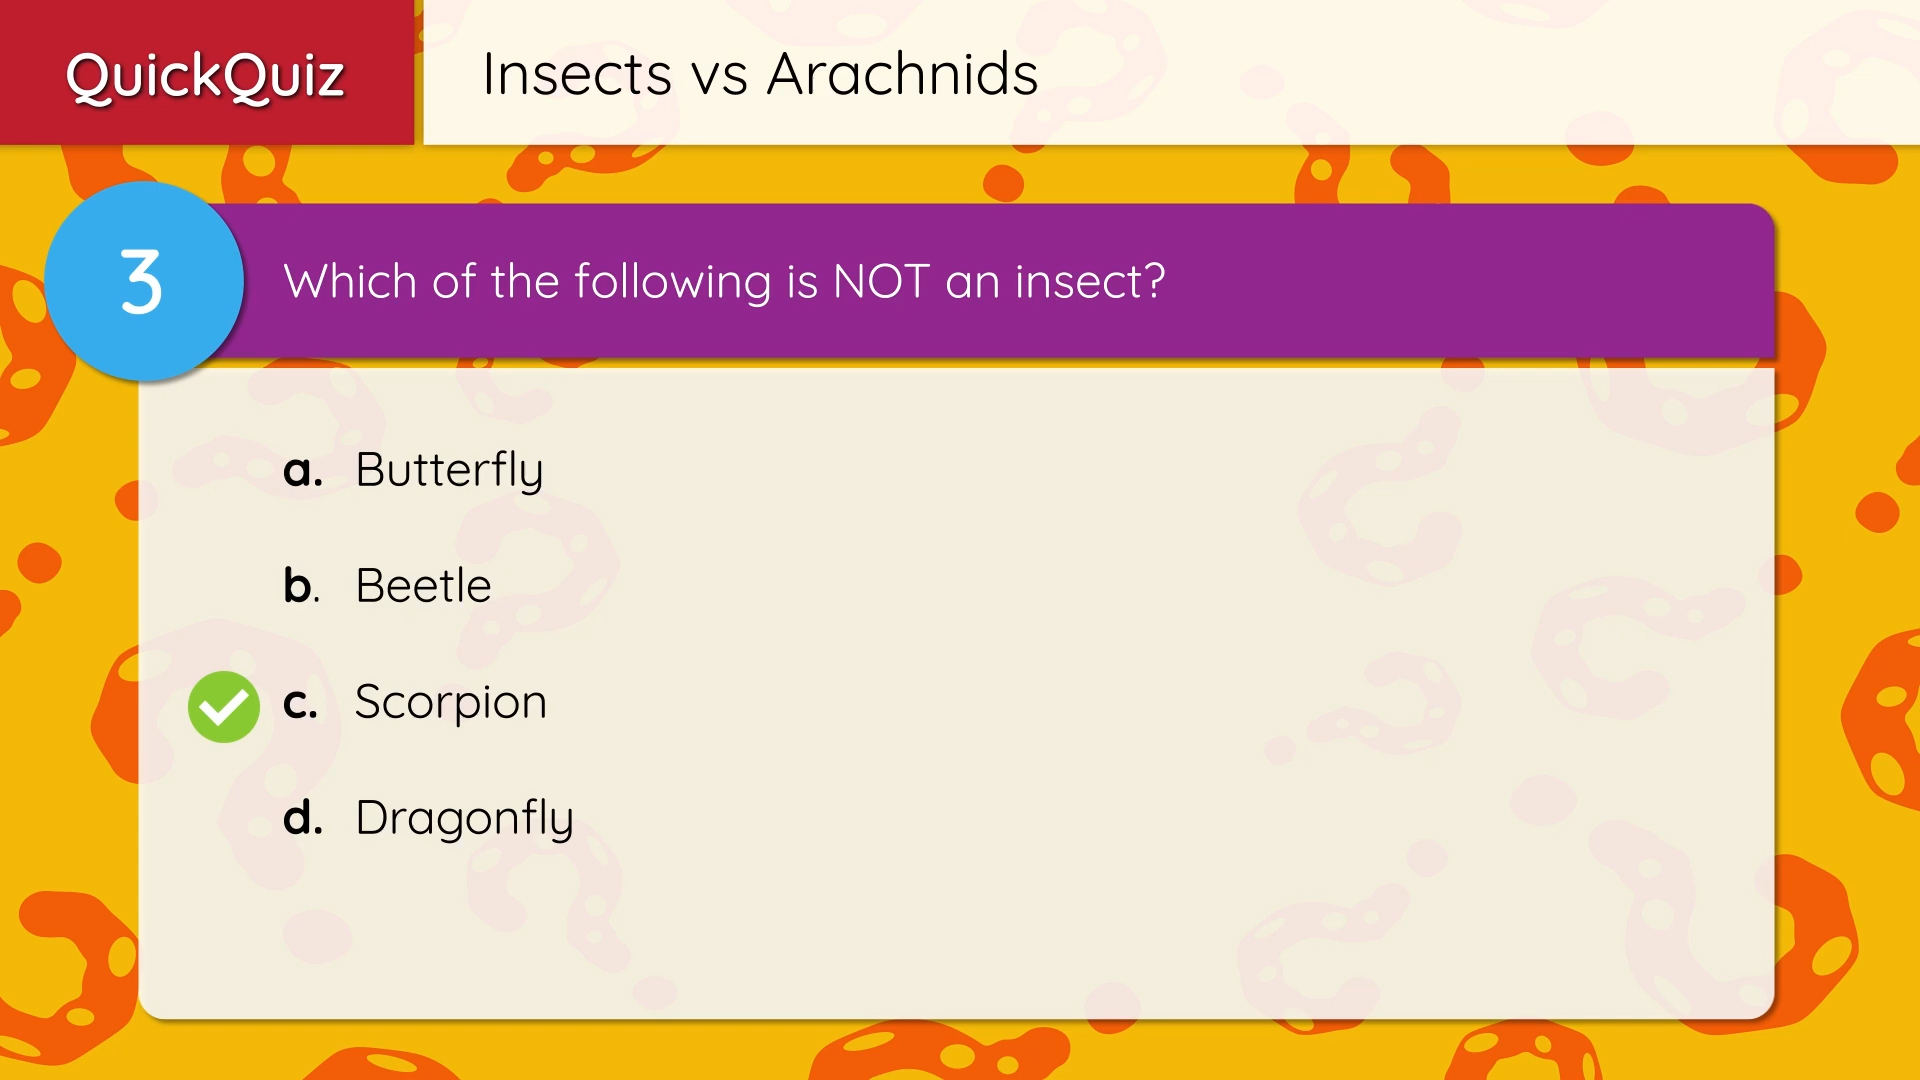 QuickQuiz
Insects vs Arachnids
3
Which of the following is NOT an insect?
a. Butterfly
b. Beetle
c. Scorpion
d. Dragonfly